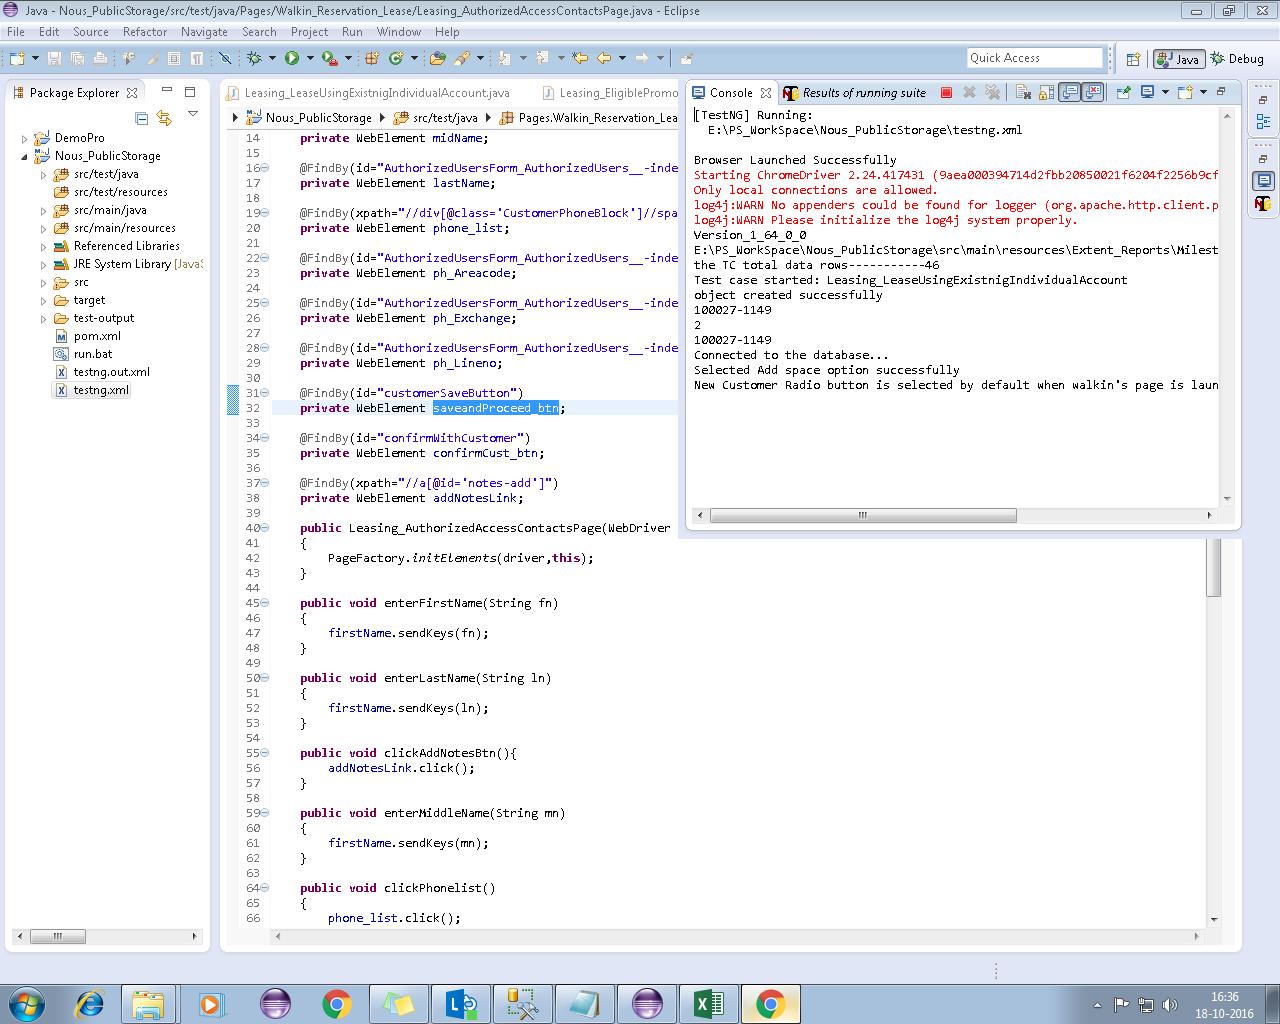 Java - Nous_PublicStorage/src/test/java/Pages/Walkin_Reservation_Lease/Leasing_AuthorizedAccessContactsPage.java - Eclipse
File Edit Source Refactor Navigate Search Project Run Window Help
Quick Access
Java
Debug
Package Explorer
DemoPro
Nous_PublicStorage
src/test/java
src/test/resources
src/main/java
src/main/resources
Referenced Libraries
JRE System Library [JavaS
src
target
test-output
pom.xml
run.bat
testng.out.xml
testng.xml
Leasing_LeaseUsingExistnigIndividualAccount.java
Leasing_EligiblePromo
Nous_PublicStorage
src/test/java
Pages.Walkin_Reservation_Lea
14 private WebElement midName;
15
16 @FindBy(id="AuthorizedUsersForm_AuthorizedUsers__-inde
17 private WebElement lastName;
18
19 @FindBy(xpath="//div[@class='CustomerPhoneBlock']//spa
20 private WebElement phone_list;
21
22 @FindBy(id="AuthorizedUsersForm_AuthorizedUsers__-inde
23 private WebElement ph_Areacode;
24
25 @FindBy(id="AuthorizedUsersForm_AuthorizedUsers__-inde
26 private WebElement ph_Exchange;
27
28 @FindBy(id="AuthorizedUsersForm_AuthorizedUsers__-inde
29 private WebElement ph_Lineno;
30
31 @FindBy(id="customerSaveButton")
32 private WebElement saveandProceed_btn;
33
34 @FindBy(id="confirmWithCustomer")
35 private WebElement confirmCust_btn;
36
37 @FindBy(xpath="//a[@id='notes-add']")
38 private WebElement addNotesLink;
39
40 public Leasing_AuthorizedAccessContactsPage(WebDriver
41 {
42 PageFactory.initElements(driver,this);
43 }
44
45 public void enterFirstName(String fn)
46 {
47 firstName.sendKeys(fn);
48 }
49
50 public void enterLastName(String ln)
51 {
52 firstName.sendKeys(ln);
53 }
54
55 public void clickAddNotesBtn(){
56 addNotesLink.click();
57 }
58
59 public void enterMiddleName(String mn)
60 {
61 firstName.sendKeys(mn);
62 }
63
64 public void clickPhonelist()
65 {
66 phone_list.click();
Console
Results of running suite
[TestNG] Running:
E:\PS_WorkSpace\Nous_PublicStorage\testng.xml
Browser Launched Successfully
Starting ChromeDriver 2.24.417431 (9aea000394714d2fbb20850021f6204f2256b9cf
Only local connections are allowed.
log4j:WARN No appenders could be found for logger (org.apache.http.client.p
log4j:WARN Please initialize the log4j system properly.
Version_1_64_0_0
E:\PS_WorkSpace\Nous_PublicStorage\src\main\resources\Extent_Reports\Milest
the TC total data rows-----------46
Test case started: Leasing_LeaseUsingExistnigIndividualAccount
object created successfully
100027-1149
2
100027-1149
Connected to the database...
Selected Add space option successfully
New Customer Radio button is selected by default when walkin's page is laun
16:36
18-10-2016